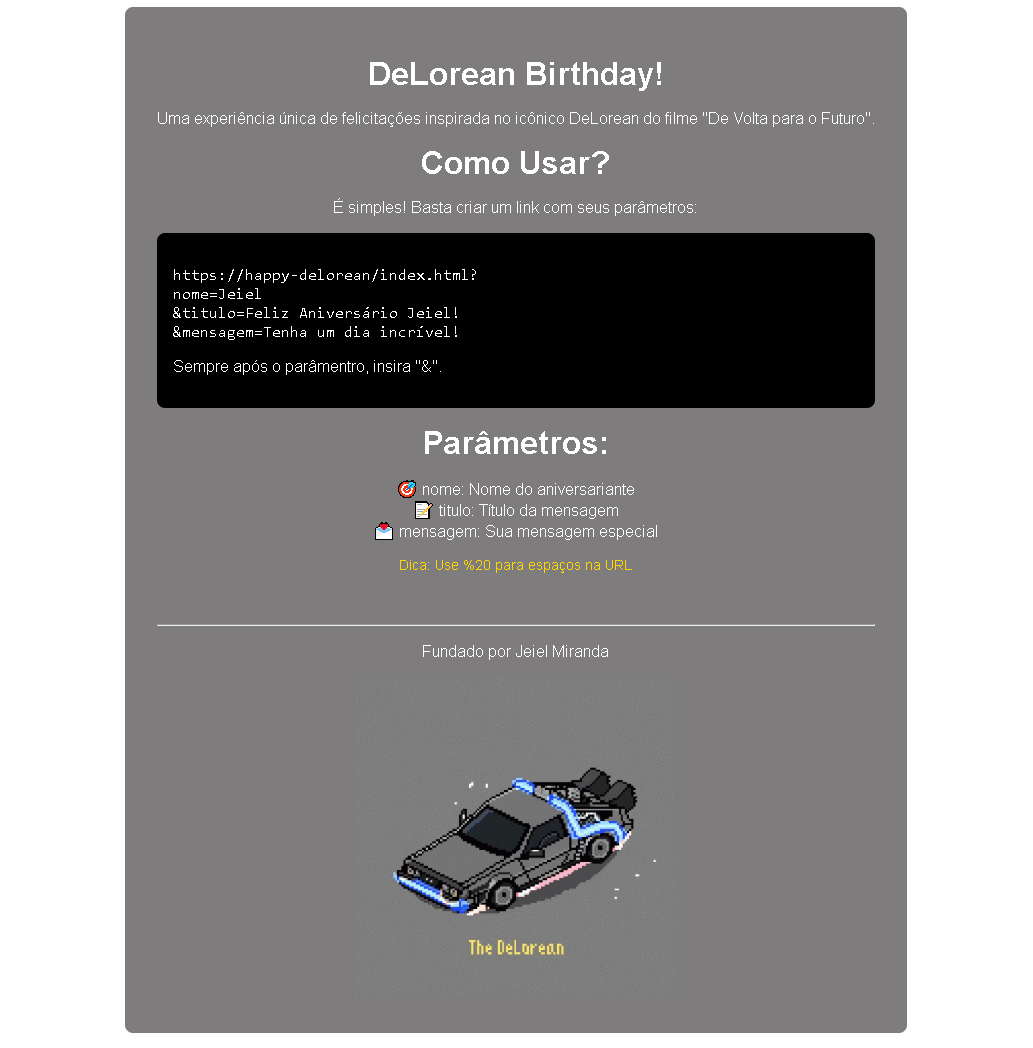 DeLorean Birthday!
Uma experiência única de felicitações inspirada no icônico DeLorean do filme "De Volta para o Futuro".
Como Usar?
É simples! Basta criar um link com seus parâmetros:
https://happy-delorean/index.html?
nome=Jeiel
&titulo=Feliz Aniversário Jeiel!
&mensagem=Tenha um dia incrível!
Sempre após o parâmentro, insira "&".
Parâmetros:
🎯 nome: Nome do aniversariante
📝 titulo: Título da mensagem
💌 mensagem: Sua mensagem especial
Dica: Use %20 para espaços na URL
Fundado por Jeiel Miranda
The DeLorean